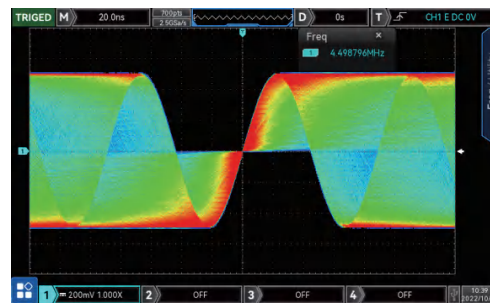 TRIGED M 20.0ns 700pts D 0s T CH1 E DC 0V
2.5GSa/s
T
Freq ×
1 4.498796MHz
1
1 200mV 1.000X 2 OFF 3 OFF 4 OFF 10:39
2022/10